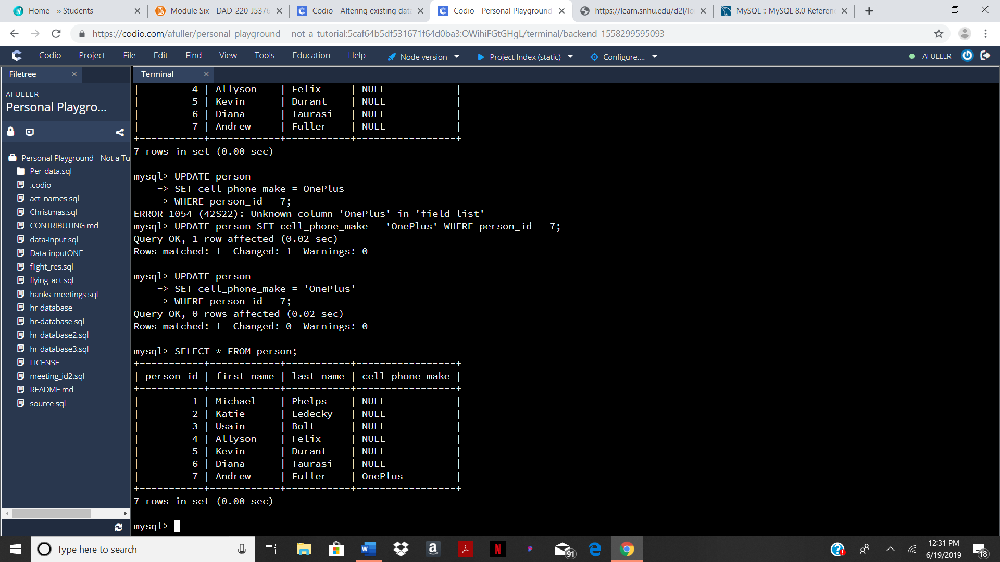 Home - » Students
Module Six - DAD-220-J5376
Codio - Altering existing data
Codio - Personal Playground
https://learn.snhu.edu/d2l/lo
MySQL :: MySQL 8.0 Referen
https://codio.com/afuller/personal-playground---not-a-tutorial:5caf64b5df531671f64d0ba3:OWihiFGtGHgL/terminal/backend-1558299595093
Codio Project File Edit Find View Tools Education Help Node version Project Index (static) Configure.... AFULLER
Filetree
Terminal
AFULLER
Personal Playgro...
Personal Playground - Not a Tu
Per-data.sql
.codio
act_names.sql
Christmas.sql
CONTRIBUTING.md
data-input.sql
Data-inputONE
flight_res.sql
flying_act.sql
hanks_meetings.sql
hr-database
hr-database.sql
hr-database2.sql
hr-database3.sql
LICENSE
meeting_id2.sql
README.md
source.sql
| 4 | Allyson | Felix | NULL |
| 5 | Kevin | Durant | NULL |
| 6 | Diana | Taurasi | NULL |
| 7 | Andrew | Fuller | NULL |
+-----------+------------+-----------+-----------------+
7 rows in set (0.00 sec)
mysql> UPDATE person
-> SET cell_phone_make = OnePlus
-> WHERE person_id = 7;
ERROR 1054 (42S22): Unknown column 'OnePlus' in 'field list'
mysql> UPDATE person SET cell_phone_make = 'OnePlus' WHERE person_id = 7;
Query OK, 1 row affected (0.02 sec)
Rows matched: 1 Changed: 1 Warnings: 0
mysql> UPDATE person
-> SET cell_phone_make = 'OnePlus'
-> WHERE person_id = 7;
Query OK, 0 rows affected (0.02 sec)
Rows matched: 1 Changed: 0 Warnings: 0
mysql> SELECT * FROM person;
+-----------+------------+-----------+-----------------+
| person_id | first_name | last_name | cell_phone_make |
+-----------+------------+-----------+-----------------+
| 1 | Michael | Phelps | NULL |
| 2 | Katie | Ledecky | NULL |
| 3 | Usain | Bolt | NULL |
| 4 | Allyson | Felix | NULL |
| 5 | Kevin | Durant | NULL |
| 6 | Diana | Taurasi | NULL |
| 7 | Andrew | Fuller | OnePlus |
+-----------+------------+-----------+-----------------+
7 rows in set (0.00 sec)
mysql>
Type here to search
91
12:31 PM
6/19/2019
18